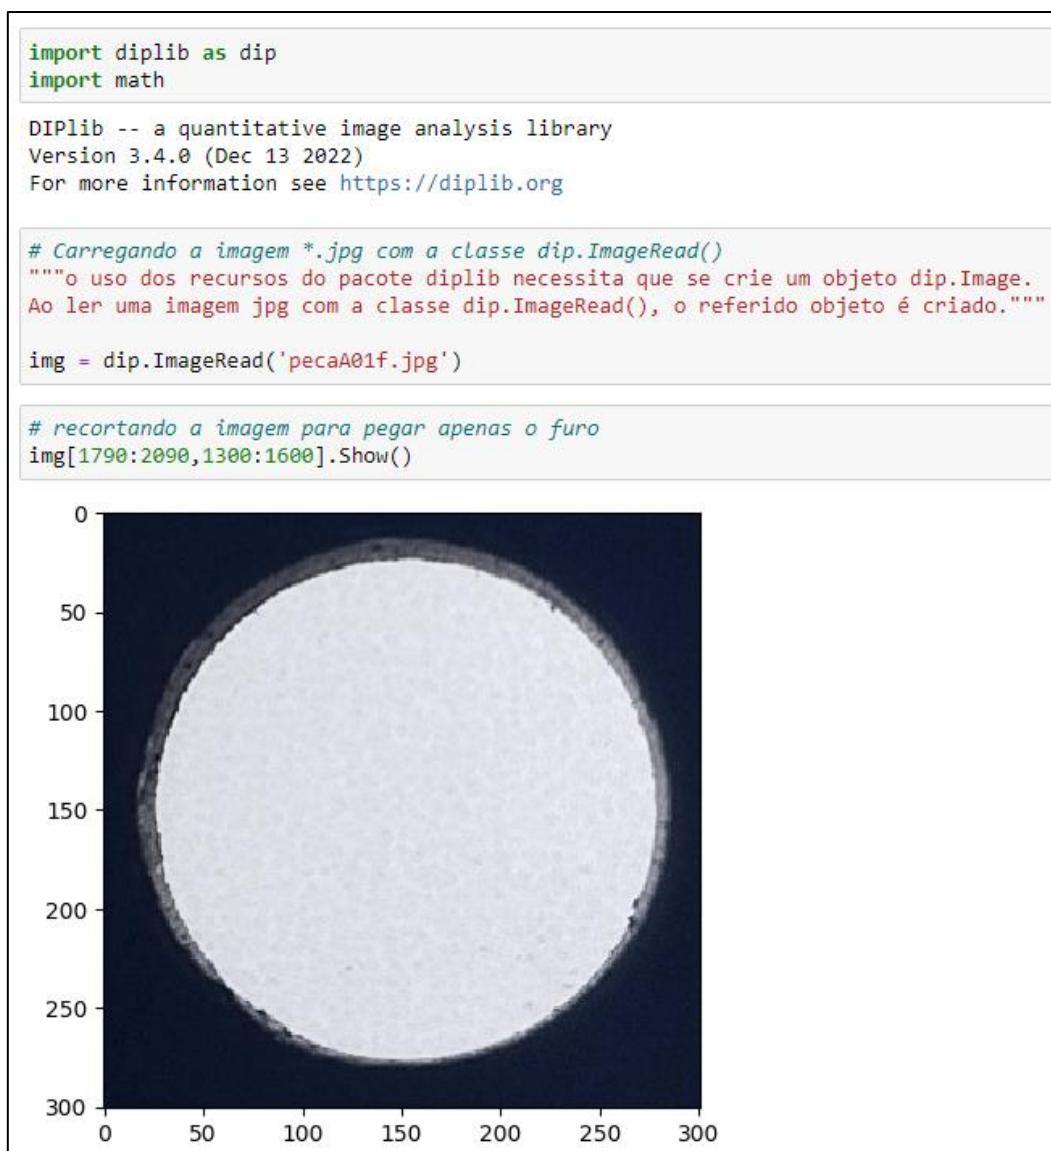 import diplib as dip
import math
DIPlib -- a quantitative image analysis library
Version 3.4.0 (Dec 13 2022)
For more information see https://diplib.org
# Carregando a imagem *.jpg com a classe dip.ImageRead()
"""o uso dos recursos do pacote diplib necessita que se crie um objeto dip.Image.
Ao ler uma imagem jpg com a classe dip.ImageRead(), o referido objeto é criado."""
img = dip.ImageRead('pecaA01f.jpg')
# recortando a imagem para pegar apenas o furo
img[1790:2090,1300:1600].Show()
0
50
100
150
200
250
300
0 50 100 150 200 250 300